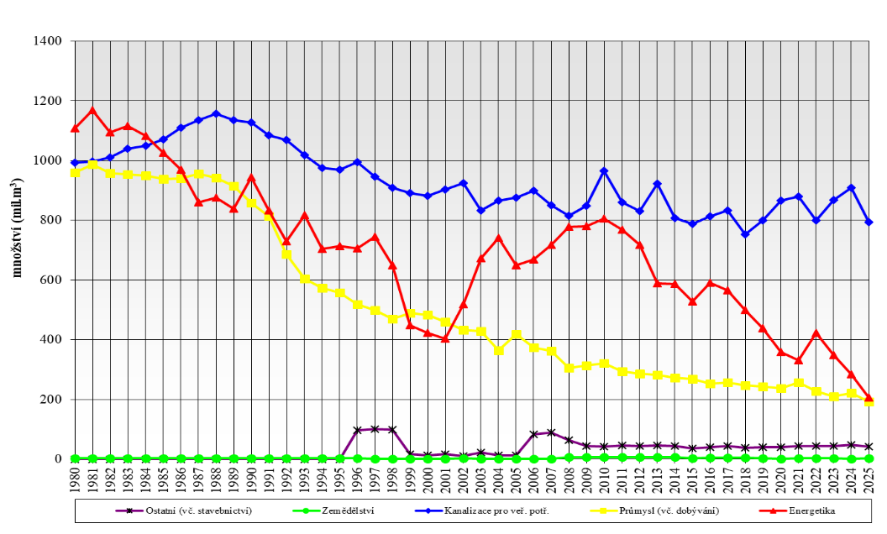 1400
1200
1000
800
600
400
200
0
množství (mil.m³)
1980 1981 1982 1983 1984 1985 1986 1987 1988 1989 1990 1991 1992 1993 1994 1995 1996 1997 1998 1999 2000 2001 2002 2003 2004 2005 2006 2007 2008 2009 2010 2011 2012 2013 2014 2015 2016 2017 2018 2019 2020 2021 2022 2023 2024 2025
Ostatní (vč. stavebnictví) Zemědělství Kanalizace pro veř. potř. Průmysl (vč. dobývání) Energetika